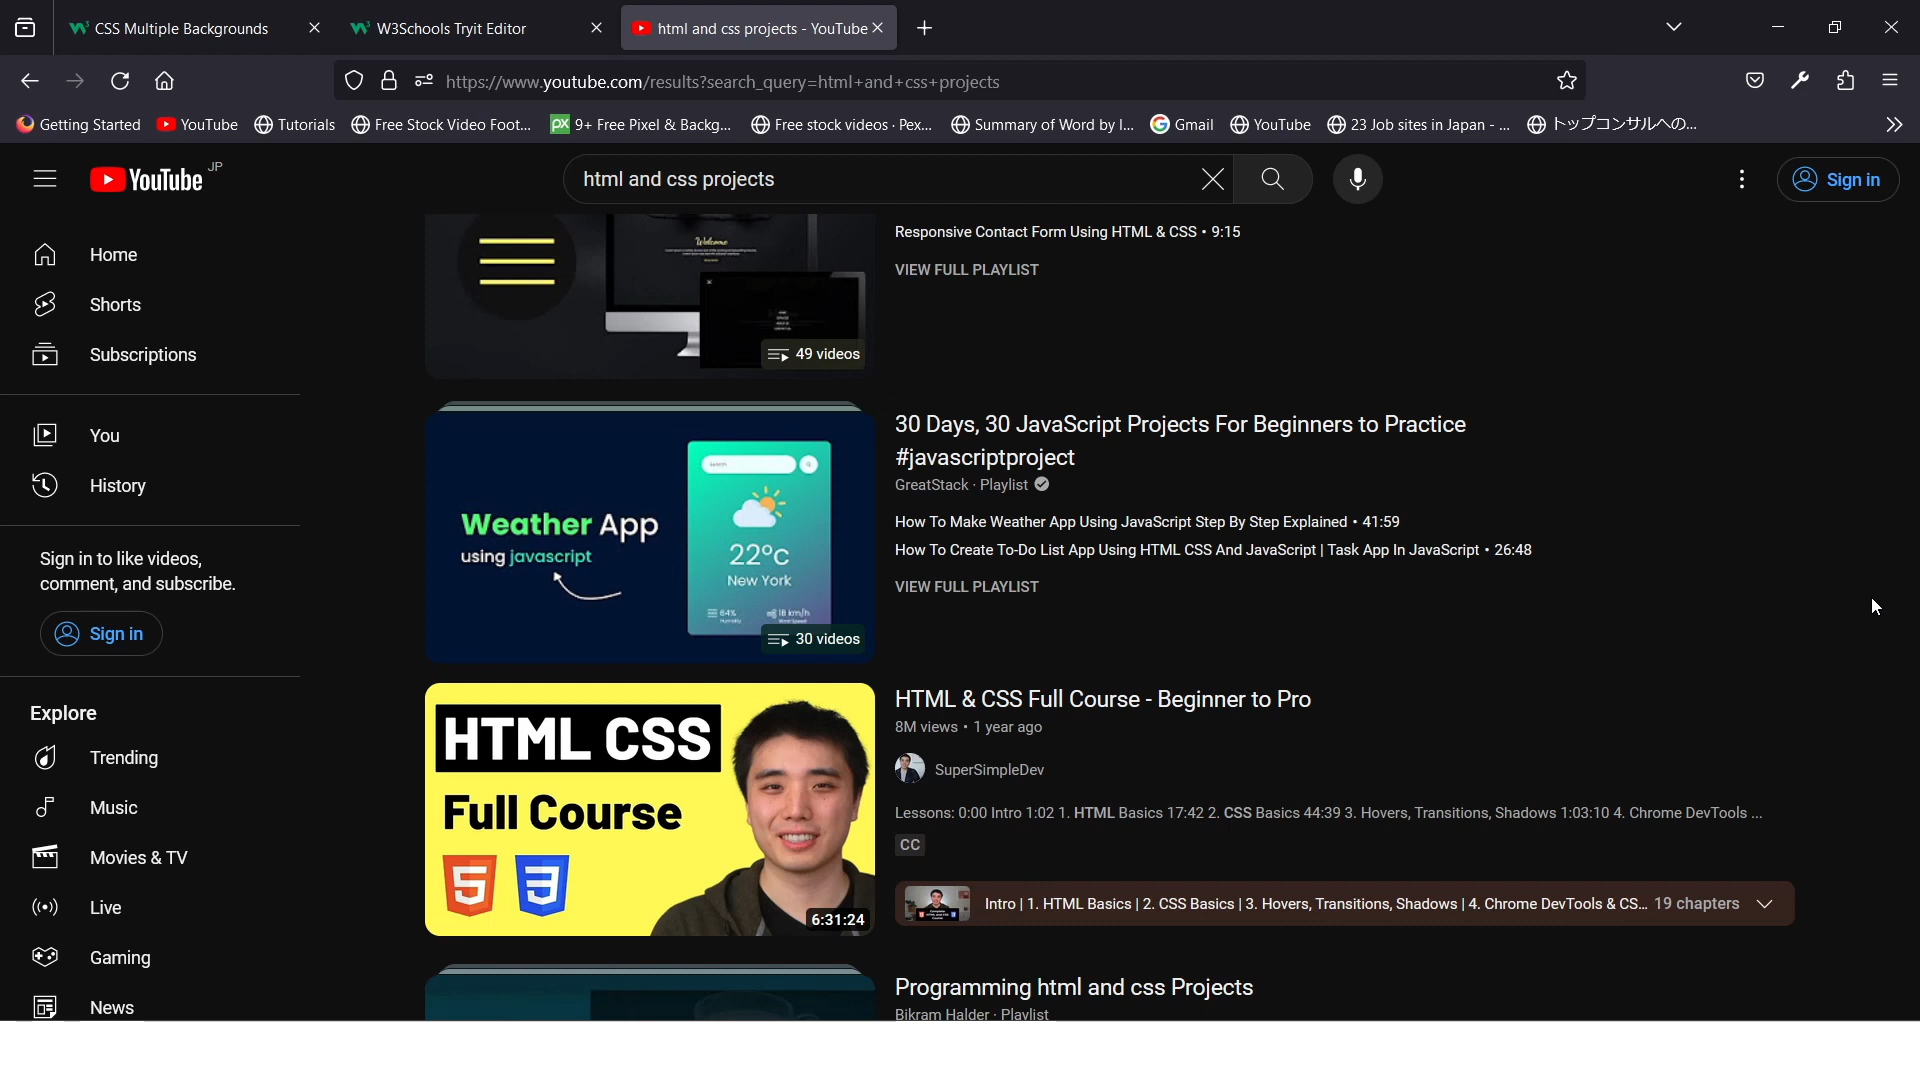 CSS Multiple Backgrounds
W3Schools Tryit Editor
html and css projects - YouTube
https://www.youtube.com/results?search_query=html+and+css+projects
Getting Started
YouTube
Tutorials
Free Stock Video Foot...
9+ Free Pixel & Backg...
Free stock videos · Pex...
Summary of Word by I...
Gmail
YouTube
23 Job sites in Japan - ...
トップコンサルへの...
YouTube JP
html and css projects
Sign in
Home
Shorts
Subscriptions
You
History
Sign in to like videos,
comment, and subscribe.
Sign in
Explore
Trending
Music
Movies & TV
Live
Gaming
News
Welcome
49 videos
Responsive Contact Form Using HTML & CSS • 9:15
VIEW FULL PLAYLIST
Weather App
using javascript
22°c
New York
64%
18 km/h
30 videos
30 Days, 30 JavaScript Projects For Beginners to Practice
#javascriptproject
GreatStack · Playlist
How To Make Weather App Using JavaScript Step By Step Explained • 41:59
How To Create To-Do List App Using HTML CSS And JavaScript | Task App In JavaScript • 26:48
VIEW FULL PLAYLIST
HTML CSS
Full Course
6:31:24
HTML & CSS Full Course - Beginner to Pro
8M views • 1 year ago
SuperSimpleDev
Lessons: 0:00 Intro 1:02 1. HTML Basics 17:42 2. CSS Basics 44:39 3. Hovers, Transitions, Shadows 1:03:10 4. Chrome DevTools ...
CC
Intro | 1. HTML Basics | 2. CSS Basics | 3. Hovers, Transitions, Shadows | 4. Chrome DevTools & CS...
19 chapters
Programming html and css Projects
Bikram Halder · Playlist